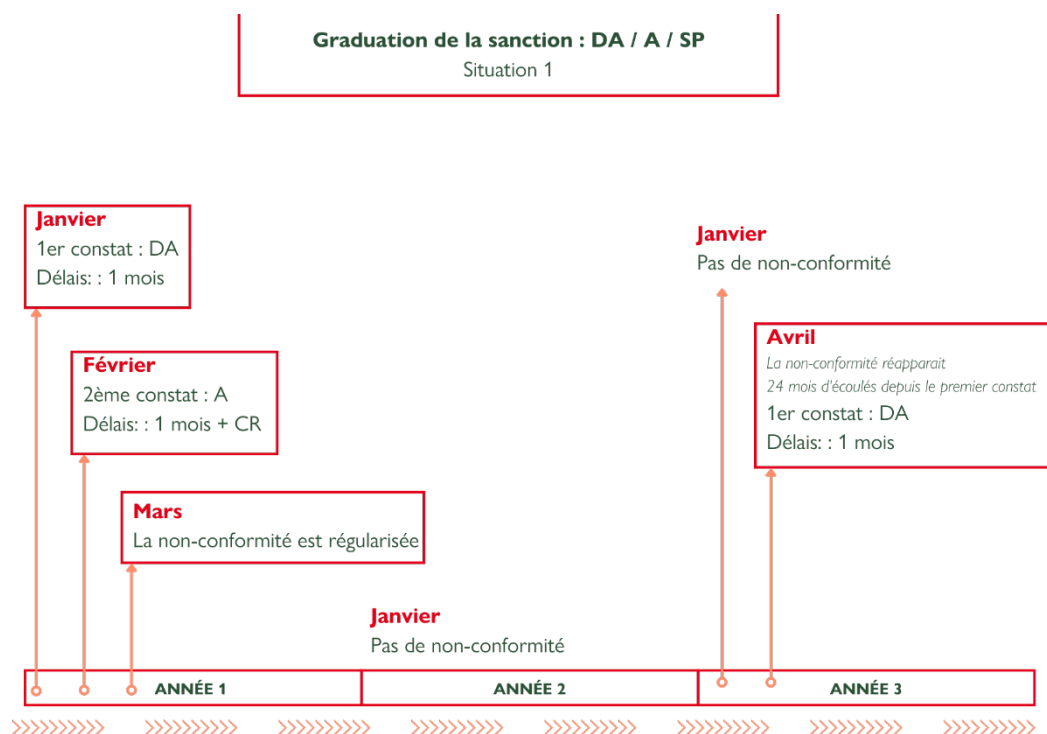 Graduation de la sanction : DA / A / SP
Situation 1
Janvier
1er constat : DA
Délais: : 1 mois
Février
2ème constat : A
Délais: : 1 mois + CR
Mars
La non-conformité est régularisée
Janvier
Pas de non-conformité
Janvier
Pas de non-conformité
Avril
La non-conformité réapparait
24 mois d'écoulés depuis le premier constat
1er constat : DA
Délais: : 1 mois
ANNÉE 1
ANNÉE 2
ANNÉE 3